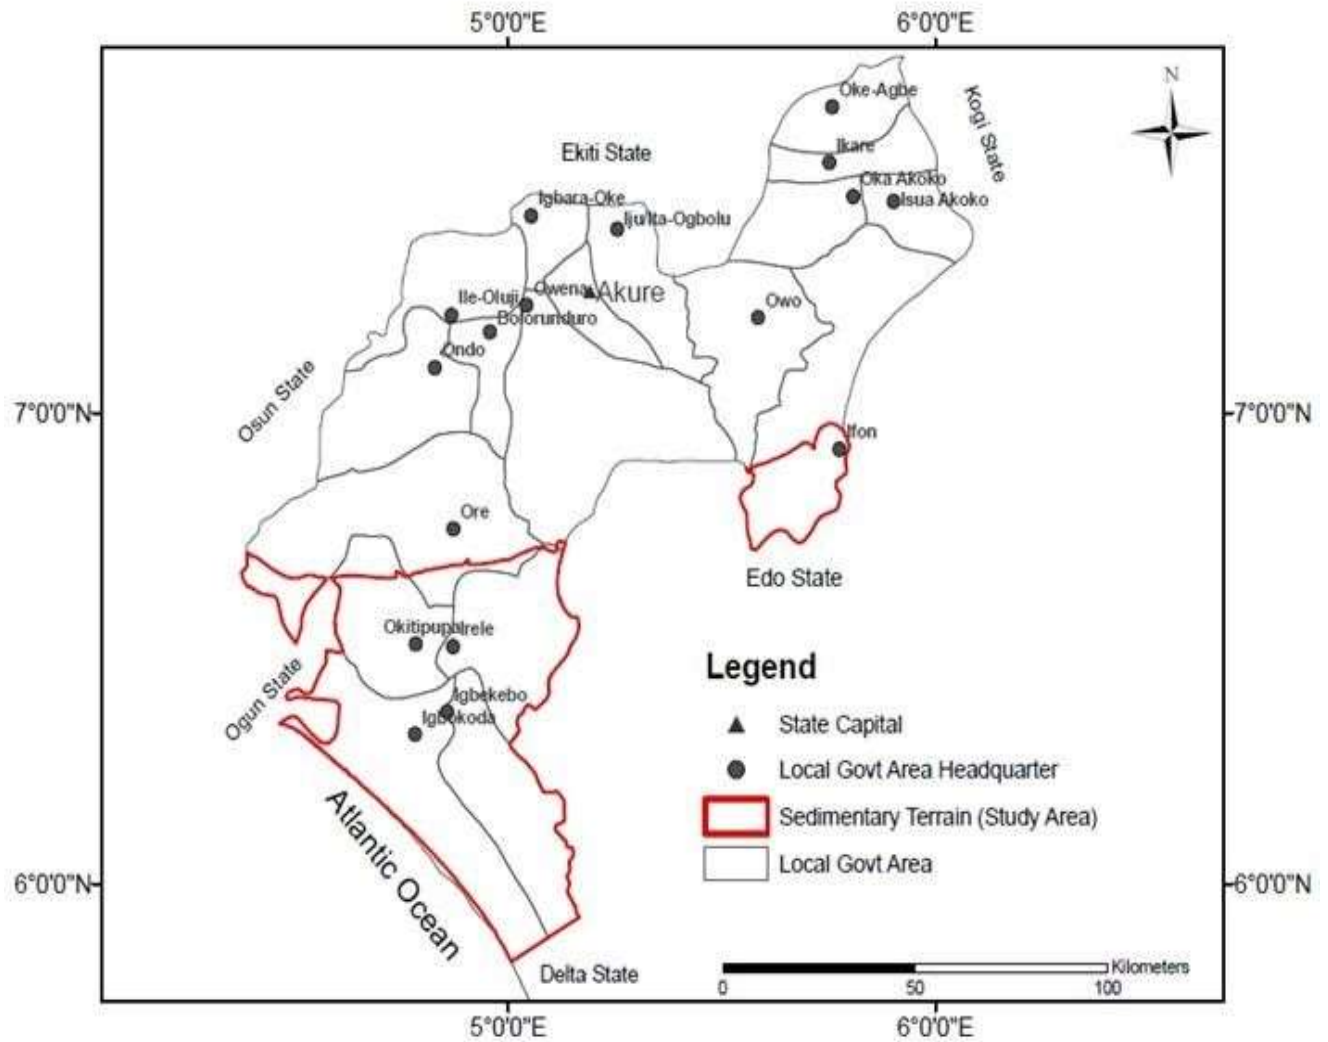 5°0'0"E
6°0'0"E
N
Oke-Agbe
Kogi State
Ikare
Ekiti State
Oka Akoko
Isua Akoko
Igbara-Oke
Iju/Ita-Ogbolu
Owena
Akure
Ile-Oluji
Owo
Bolorunduro
Ondo
Osun State
7°0'0"N
7°0'0"N
Ifon
Ore
Edo State
Okitipupa
Irele
Legend
Ogun State
Igbekebo
Igbokoda
State Capital
Local Govt Area Headquarter
Sedimentary Terrain (Study Area)
Local Govt Area
Atlantic Ocean
6°0'0"N
6°0'0"N
Delta State
Kilometers
0
50
100
5°0'0"E
6°0'0"E